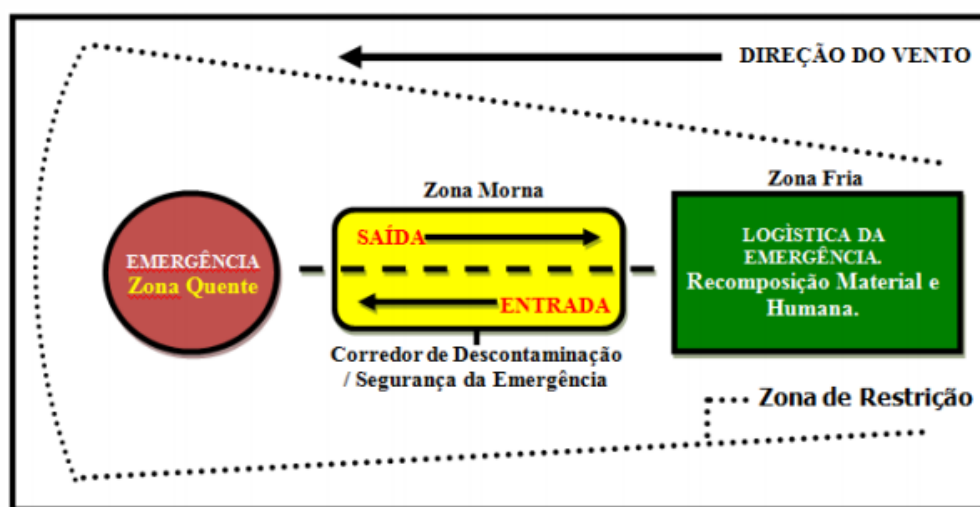 DIREÇÃO DO VENTO
Zona Morna
Zona Fria
SAÍDA
EMERGÊNCIA
Zona Quente
ENTRADA
LOGÌSTICA DA
EMERGÊNCIA.
Recomposição Material e
Humana.
Corredor de Descontaminação
/ Segurança da Emergência
Zona de Restrição